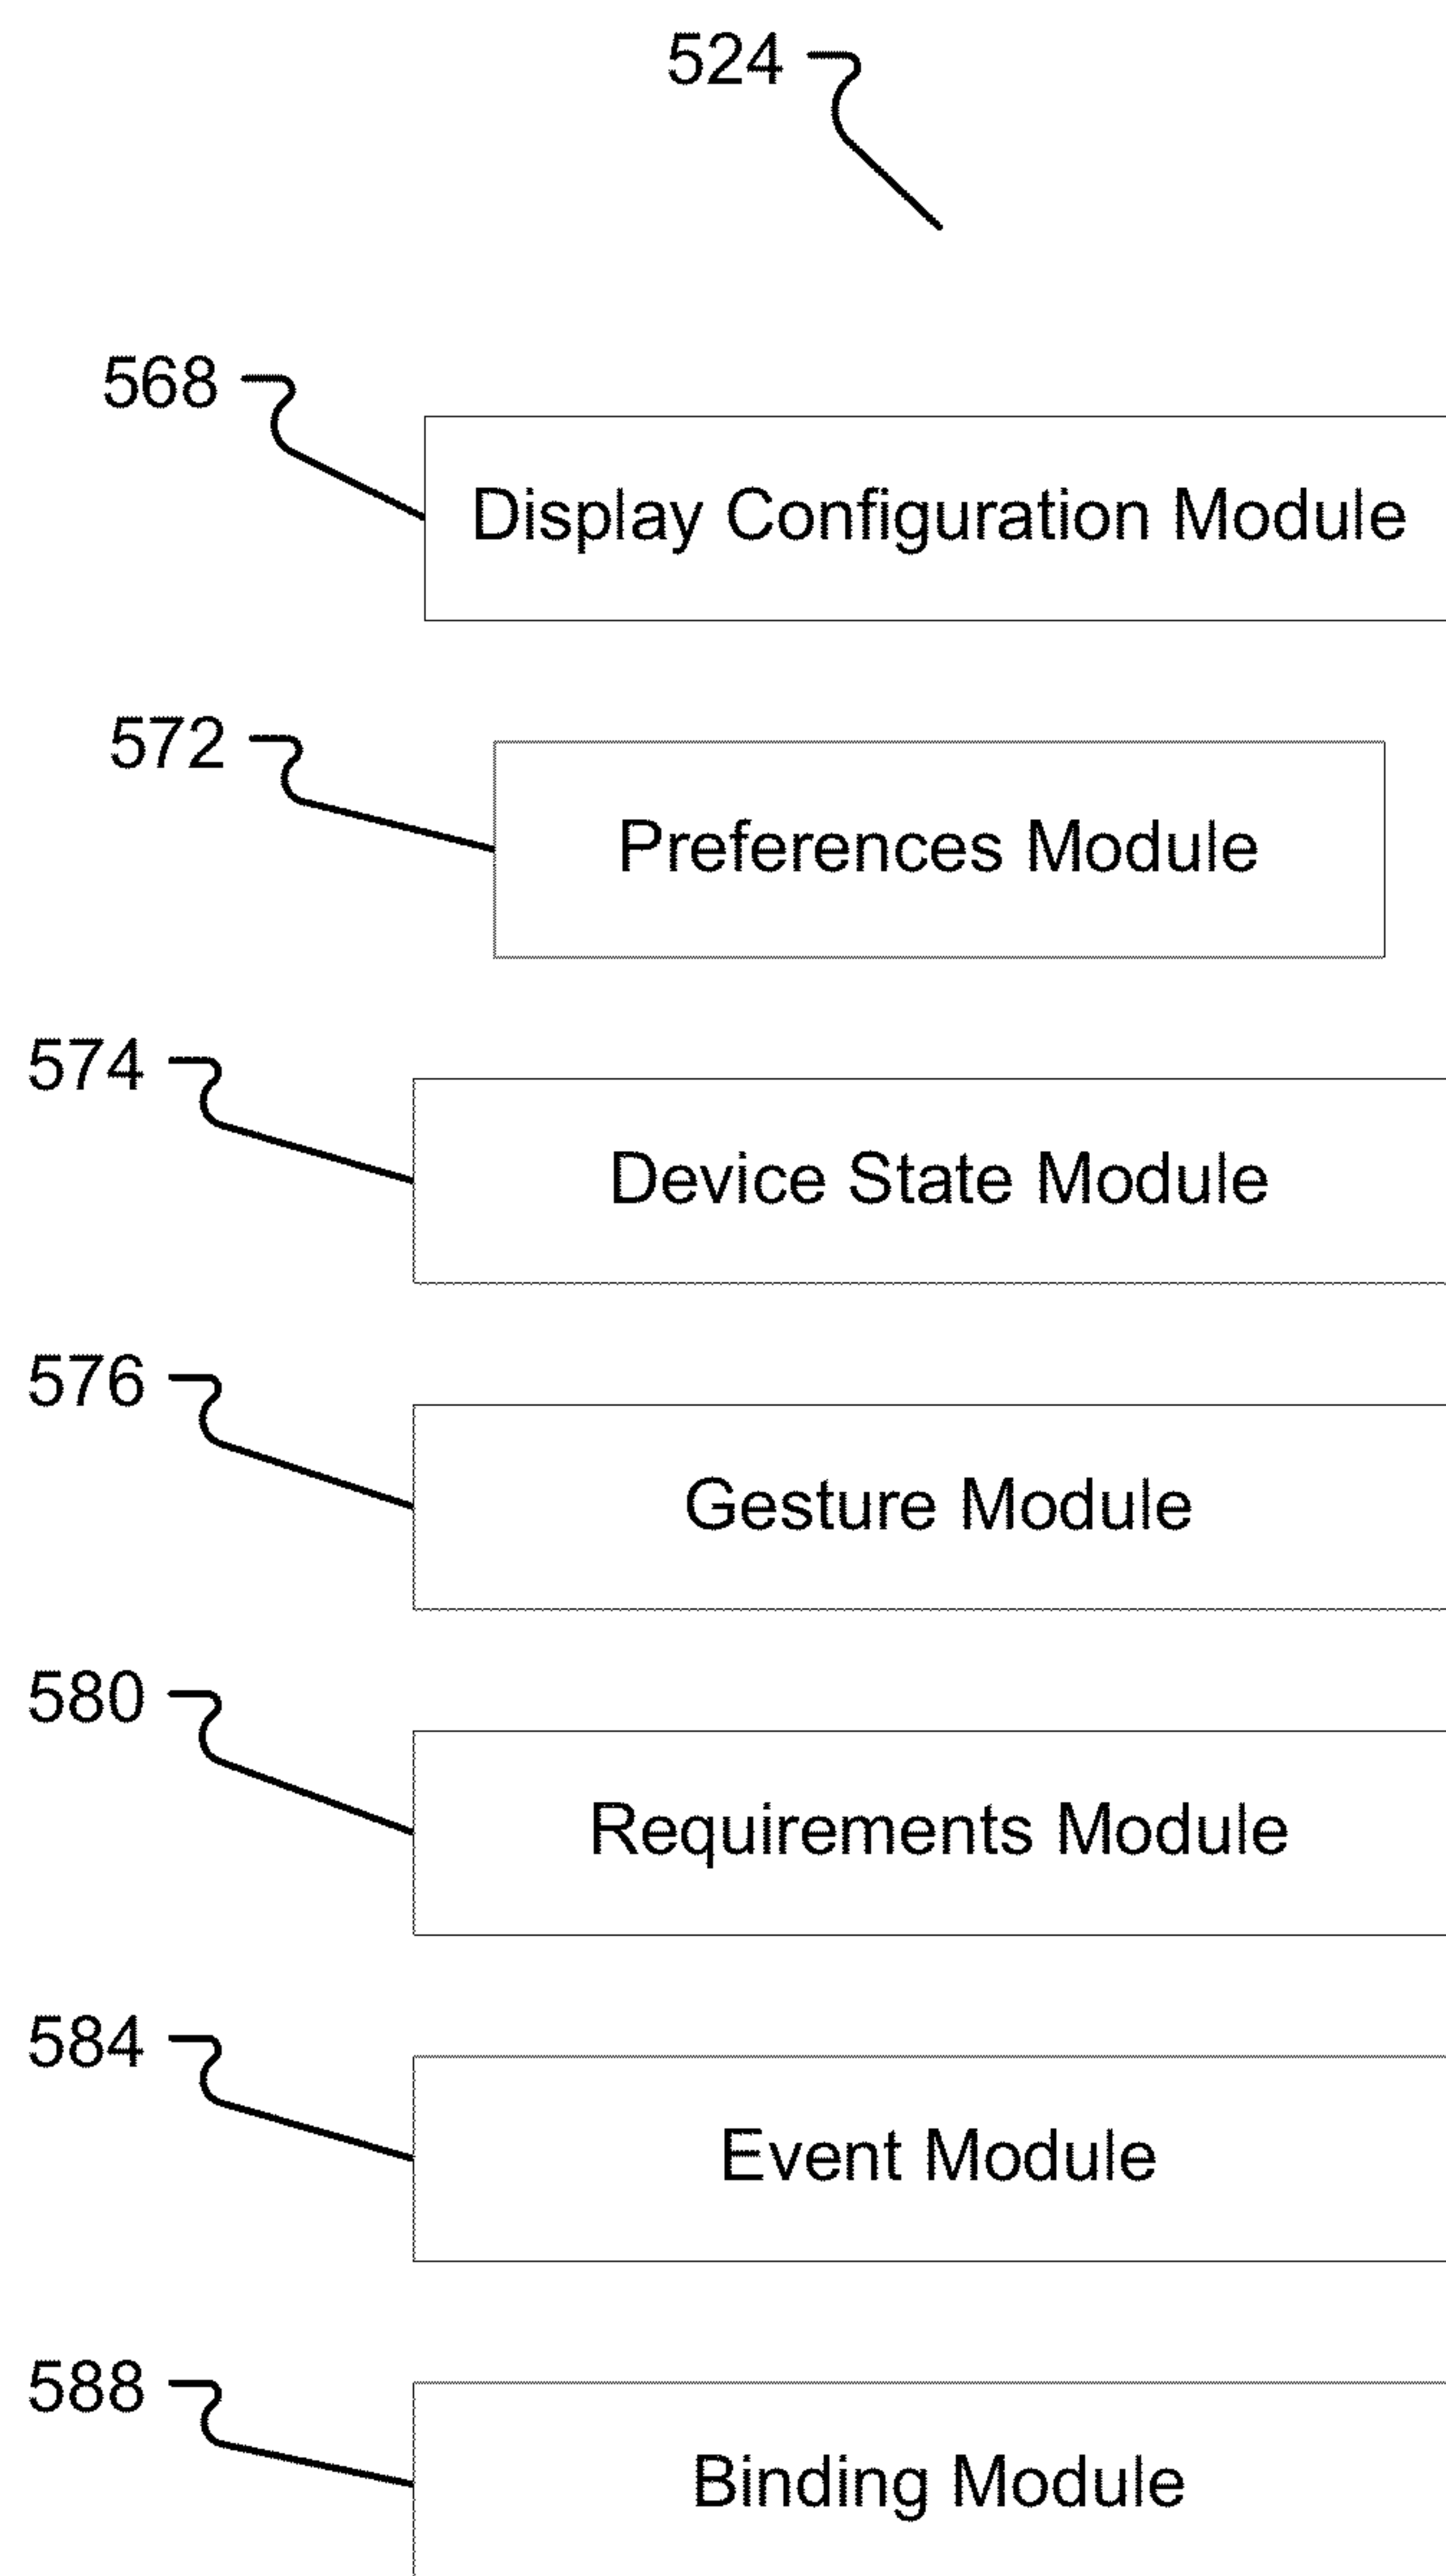 524
568
Display Configuration Module
572
Preferences Module
574
Device State Module
576
Gesture Module
580
Requirements Module
584
Event Module
588
Binding Module